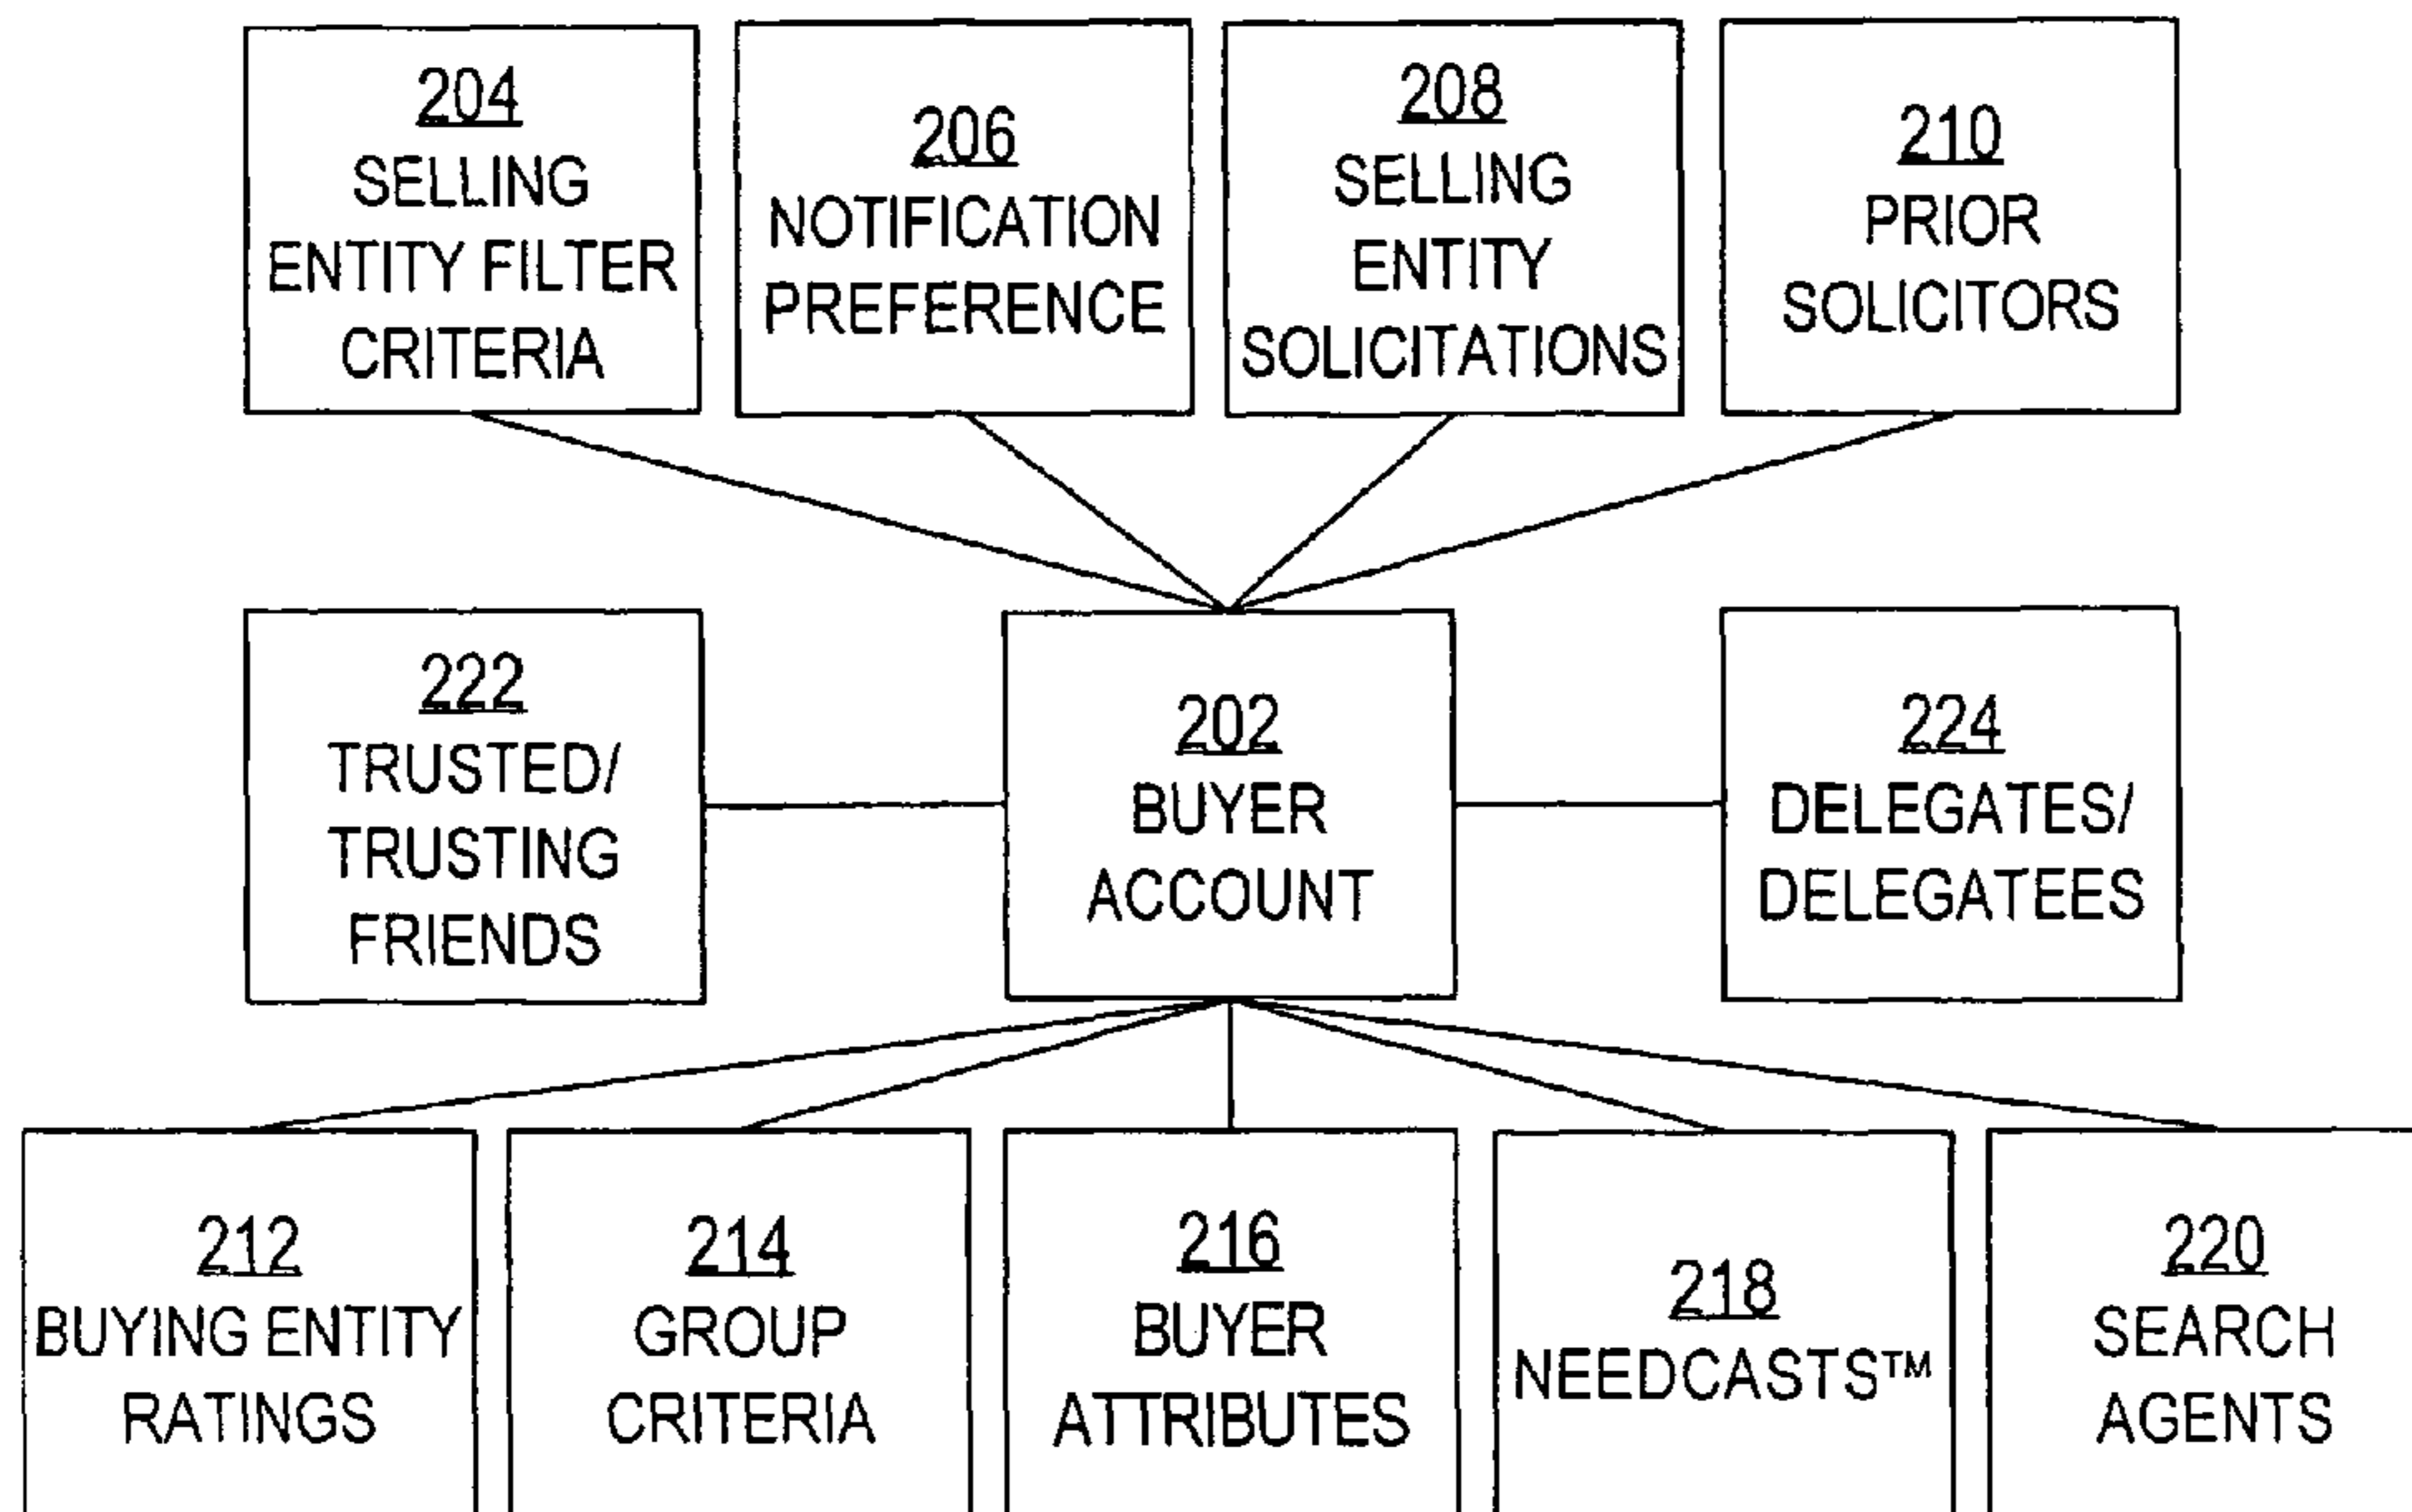 204
SELLING
ENTITY FILTER
CRITERIA
206
NOTIFICATION
PREFERENCE
208
SELLING
ENTITY
SOLICITATIONS
210
PRIOR
SOLICITORS
222
TRUSTED/
TRUSTING
FRIENDS
202
BUYER
ACCOUNT
224
DELEGATES/
DELEGATEES
212
BUYING ENTITY
RATINGS
214
GROUP
CRITERIA
216
BUYER
ATTRIBUTES
218
NEEDCASTS™
220
SEARCH
AGENTS